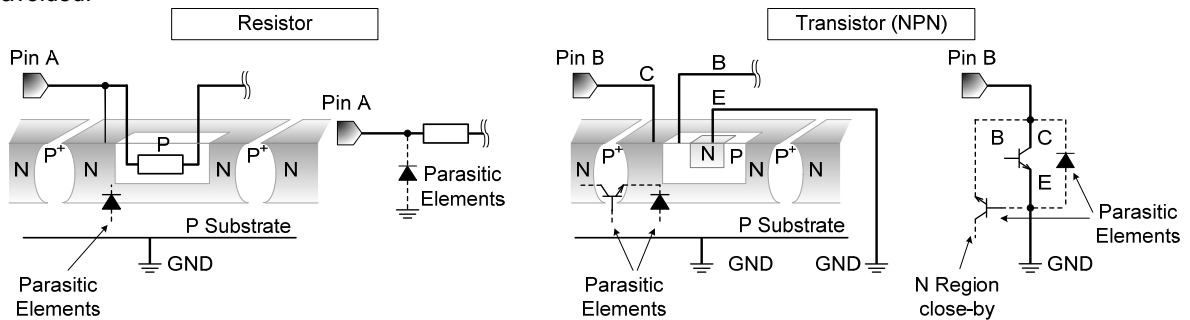 Resistor
Transistor (NPN)
Pin A
Pin A
N
P+
N
P
N
P+
N
Parasitic
Elements
P Substrate
GND
Parasitic
Elements
Pin B
C
B
E
N
P+
N
N
P
P+
N
P Substrate
GND
GND
Parasitic
Elements
Pin B
B
C
E
Parasitic
Elements
GND
N Region
close-by